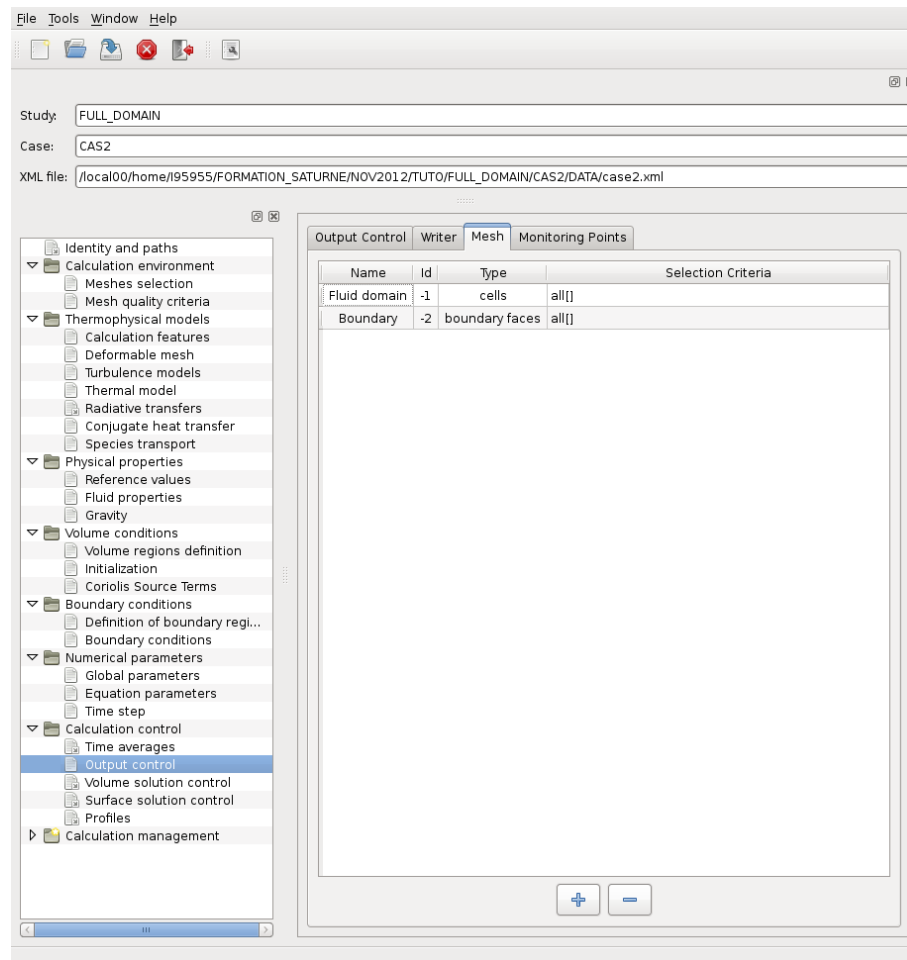 File Tools Window Help
Study: FULL_DOMAIN
Case: CAS2
XML file: /local00/home/I95955/FORMATION_SATURNE/NOV2012/TUTO/FULL_DOMAIN/CAS2/DATA/case2.xml
Identity and paths
Calculation environment
Meshes selection
Mesh quality criteria
Thermophysical models
Calculation features
Deformable mesh
Turbulence models
Thermal model
Radiative transfers
Conjugate heat transfer
Species transport
Physical properties
Reference values
Fluid properties
Gravity
Volume conditions
Volume regions definition
Initialization
Coriolis Source Terms
Boundary conditions
Definition of boundary regi...
Boundary conditions
Numerical parameters
Global parameters
Equation parameters
Time step
Calculation control
Time averages
Output control
Volume solution control
Surface solution control
Profiles
Calculation management
Output Control Writer Mesh Monitoring Points
Name Id Type Selection Criteria
Fluid domain -1 cells all[]
Boundary -2 boundary faces all[]